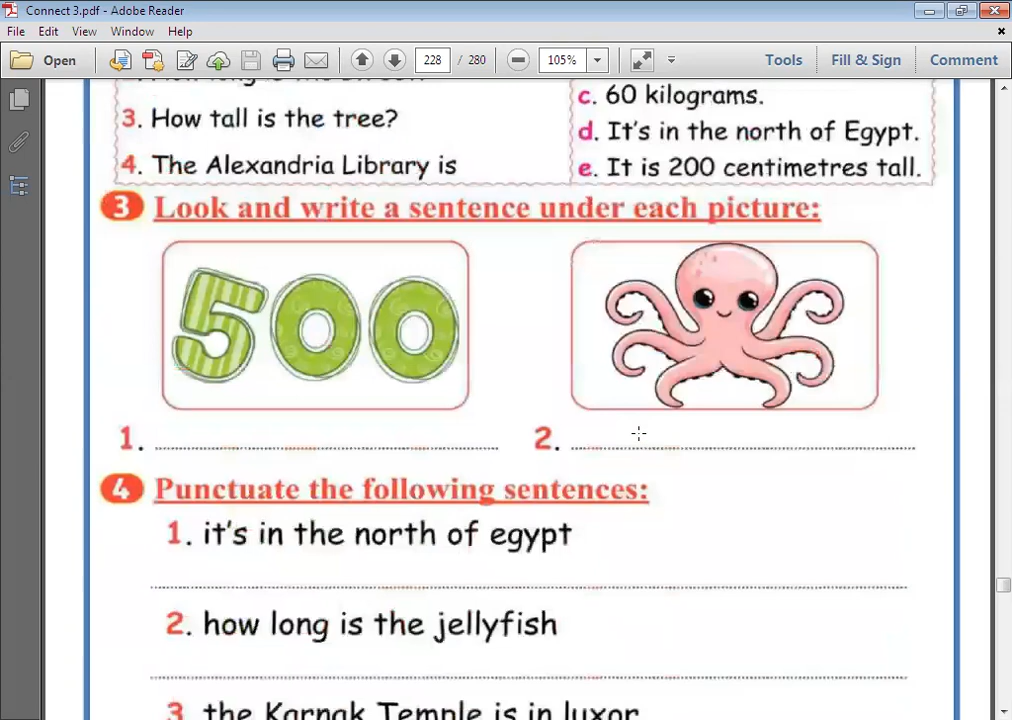 Connect 3.pdf - Adobe Reader
File Edit View Window Help
Open 228 / 280 105% Tools Fill & Sign Comment
c. 60 kilograms.
3. How tall is the tree?
d. It's in the north of Egypt.
4. The Alexandria Library is
e. It is 200 centimetres tall.
3 Look and write a sentence under each picture:
500
1. 2.
4 Punctuate the following sentences:
1. it's in the north of egypt
2. how long is the jellyfish
3 the Karnak Temple is in luxor